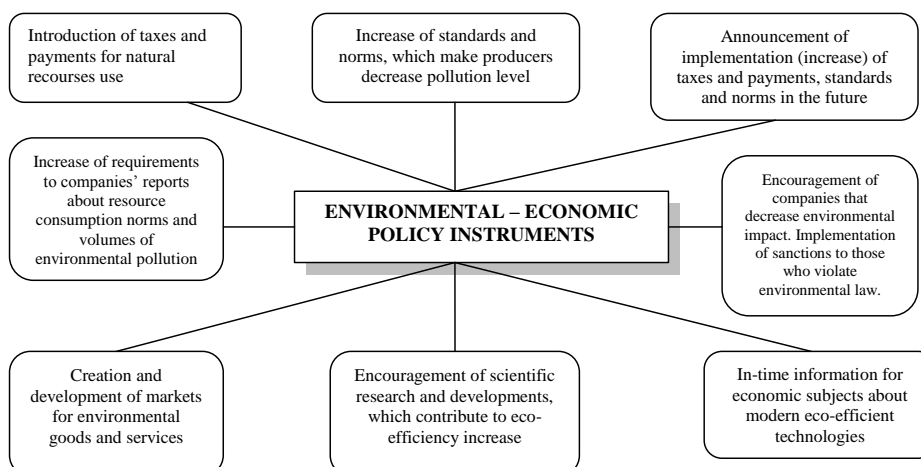 Introduction of taxes and
payments for natural
recourses use
Increase of standards and
norms, which make producers
decrease pollution level
Announcement of
implementation (increase) of
taxes and payments, standards
and norms in the future
Increase of requirements
to companies’ reports
about resource
consumption norms and
volumes of
environmental pollution
ENVIRONMENTAL – ECONOMIC
POLICY INSTRUMENTS
Encouragement of
companies that
decrease environmental
impact. Implementation
of sanctions to those
who violate
environmental law.
Creation and
development of markets
for environmental
goods and services
Encouragement of scientific
research and developments,
which contribute to eco-
efficiency increase
In-time information for
economic subjects about
modern eco-efficient
technologies